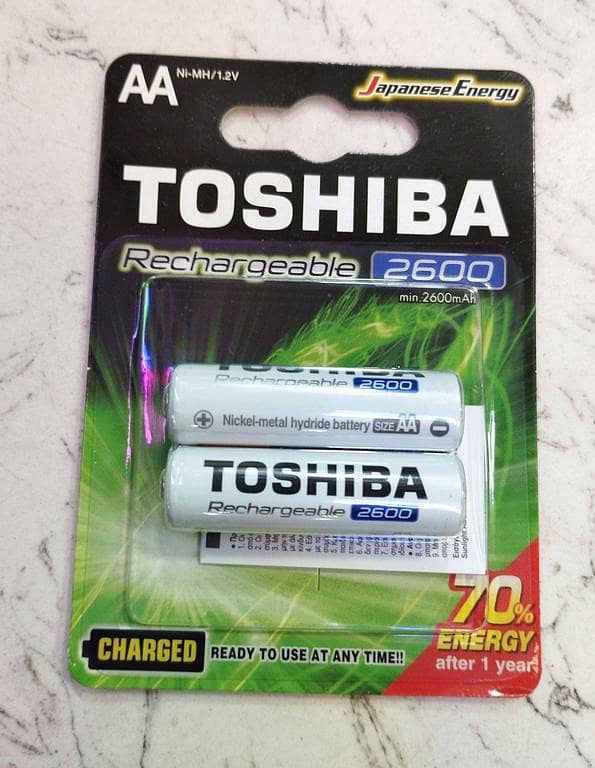 AA Ni-MH/1.2V
Japanese Energy
TOSHIBA
Rechargeable 2600
min.2600mAh
TOSHIBA
Rechargeable 2600
+ Nickel-metal hydride battery SIZE AA -
TOSHIBA
Rechargeable 2600
70%
ENERGY
after 1 year
CHARGED READY TO USE AT ANY TIME!!